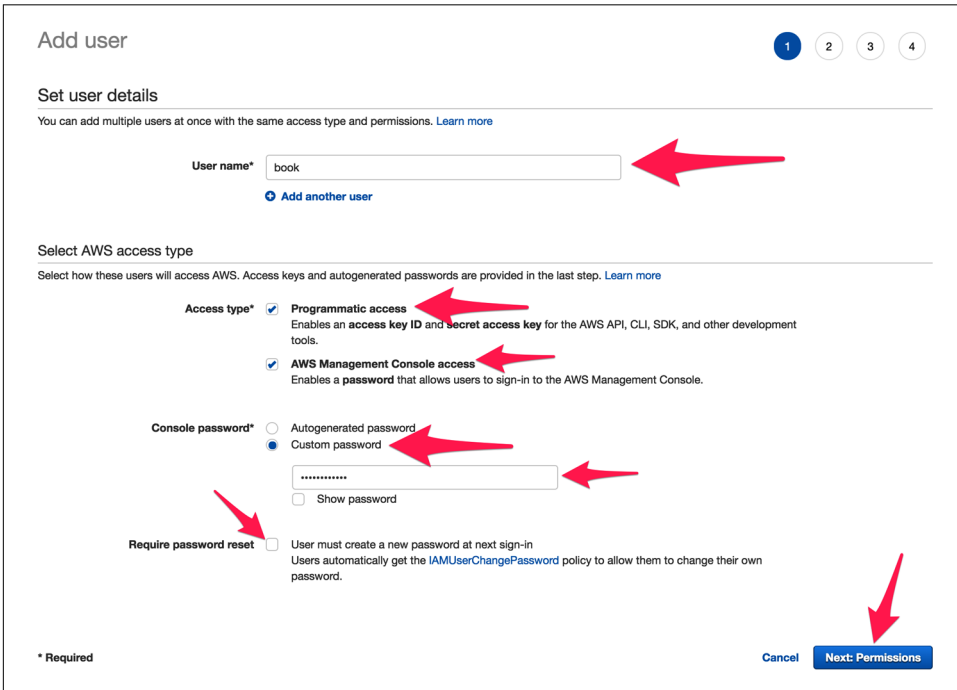 Add user
1 2 3 4
Set user details
You can add multiple users at once with the same access type and permissions. Learn more
User name* book
Add another user
Select AWS access type
Select how these users will access AWS. Access keys and autogenerated passwords are provided in the last step. Learn more
Access type* Programmatic access
Enables an access key ID and secret access key for the AWS API, CLI, SDK, and other development
tools.
AWS Management Console access
Enables a password that allows users to sign-in to the AWS Management Console.
Console password* Autogenerated password
Custom password
••••••••••••
Show password
Require password reset User must create a new password at next sign-in
Users automatically get the IAMUserChangePassword policy to allow them to change their own
password.
* Required Cancel Next: Permissions